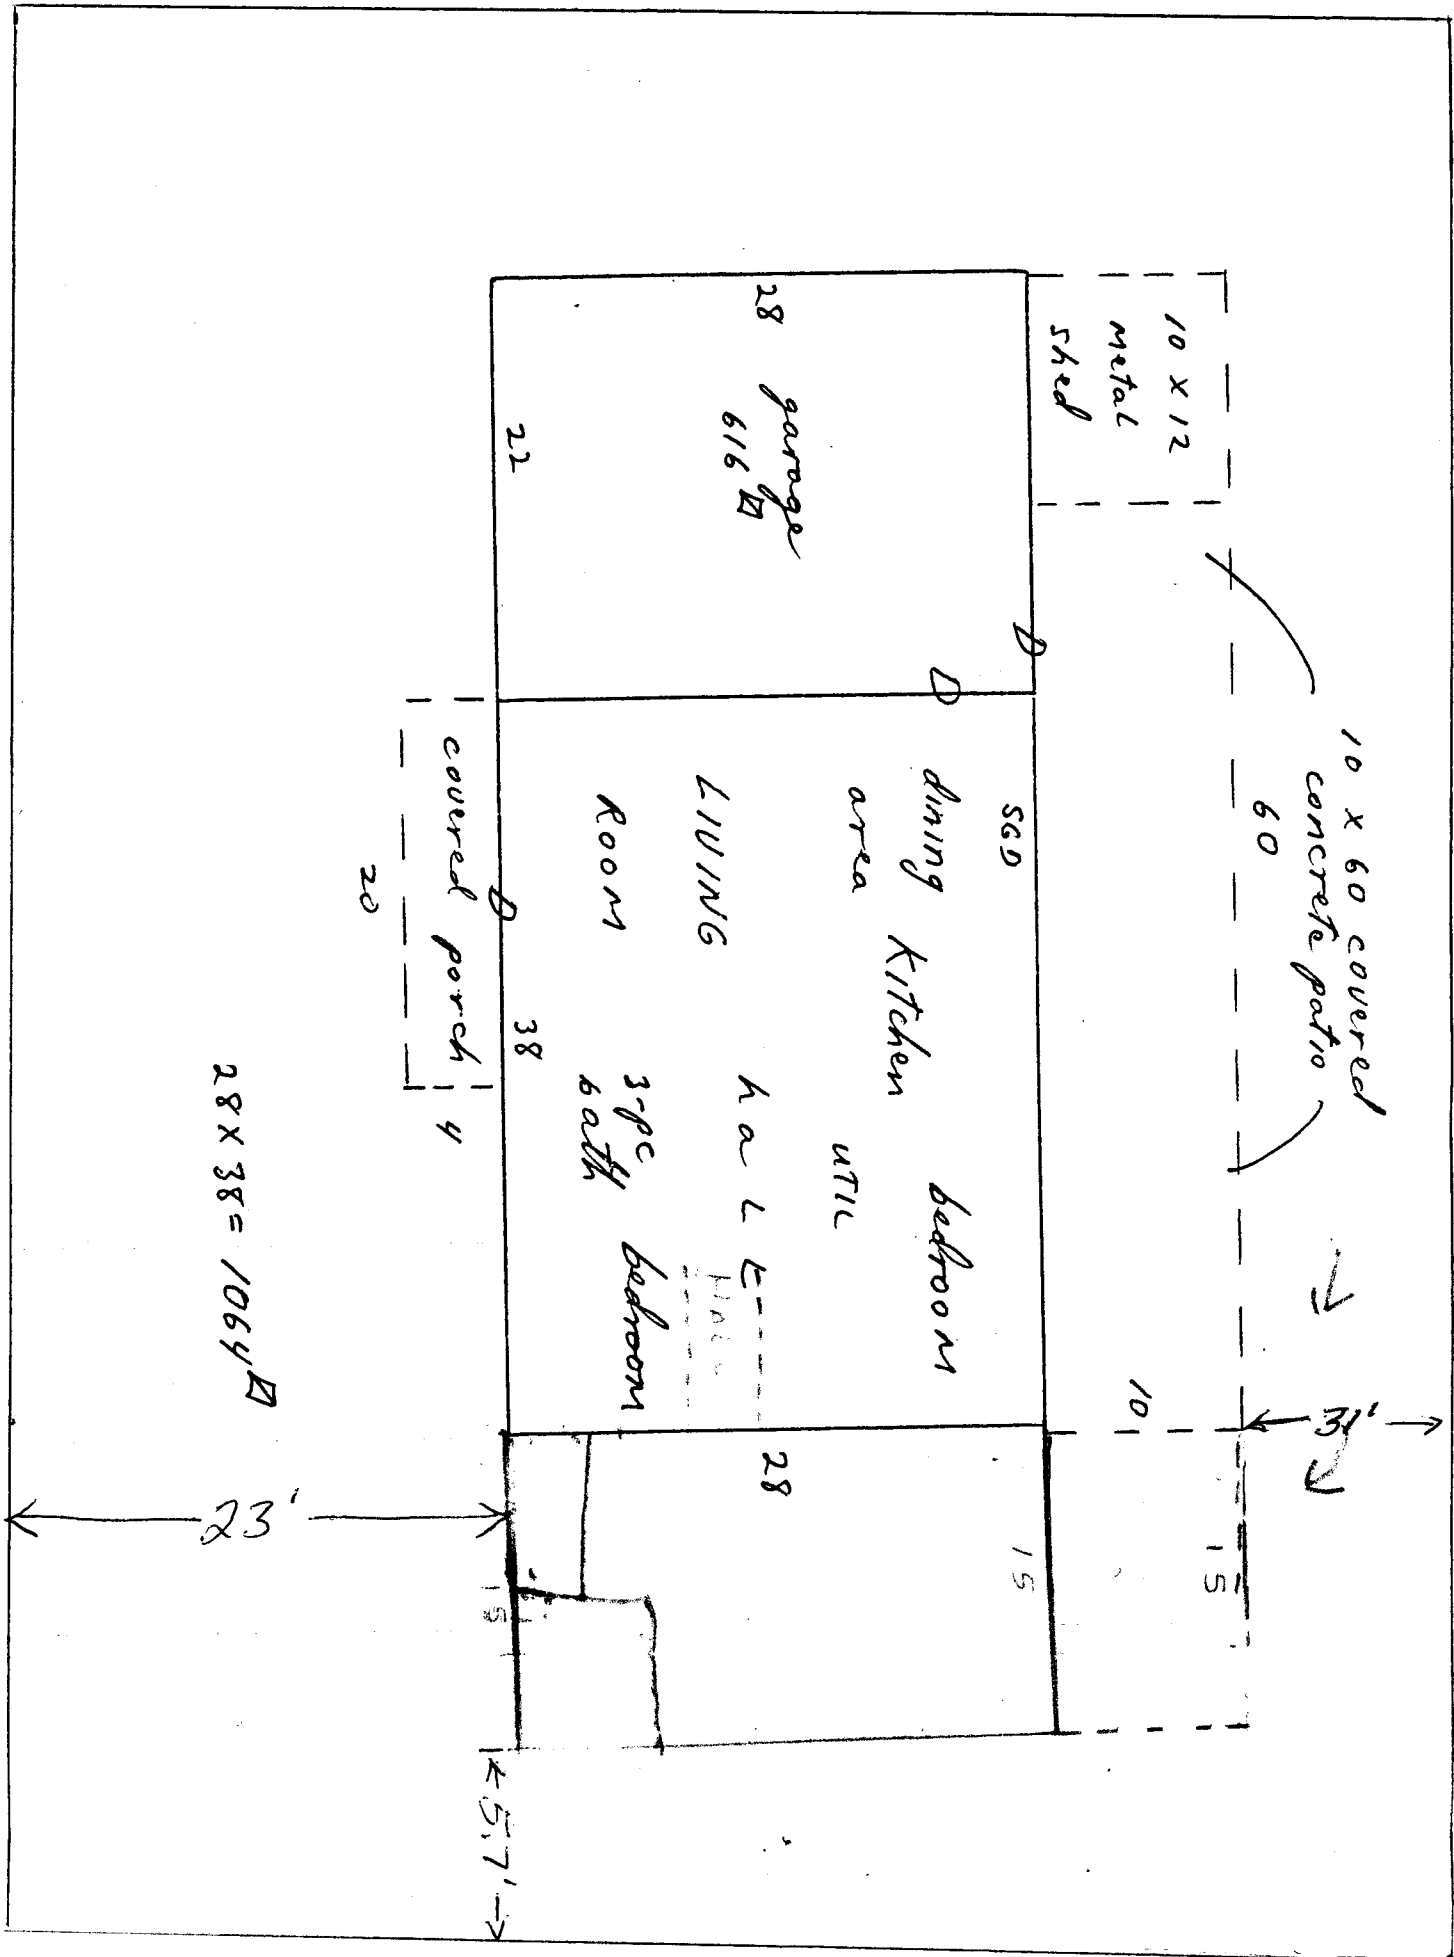 10 x 60 covered
concrete patio
60
10 x 12
metal
shed
10
31'
15
28
garage
616
22
SGD
dining
area
Kitchen
bedroom
UTIL
LIVING
ROOM
haLL
HALL
3-pc
bath
bedroom
28
15
38
15
covered porch
20
4
23'
5.7'
28 x 38 = 1064